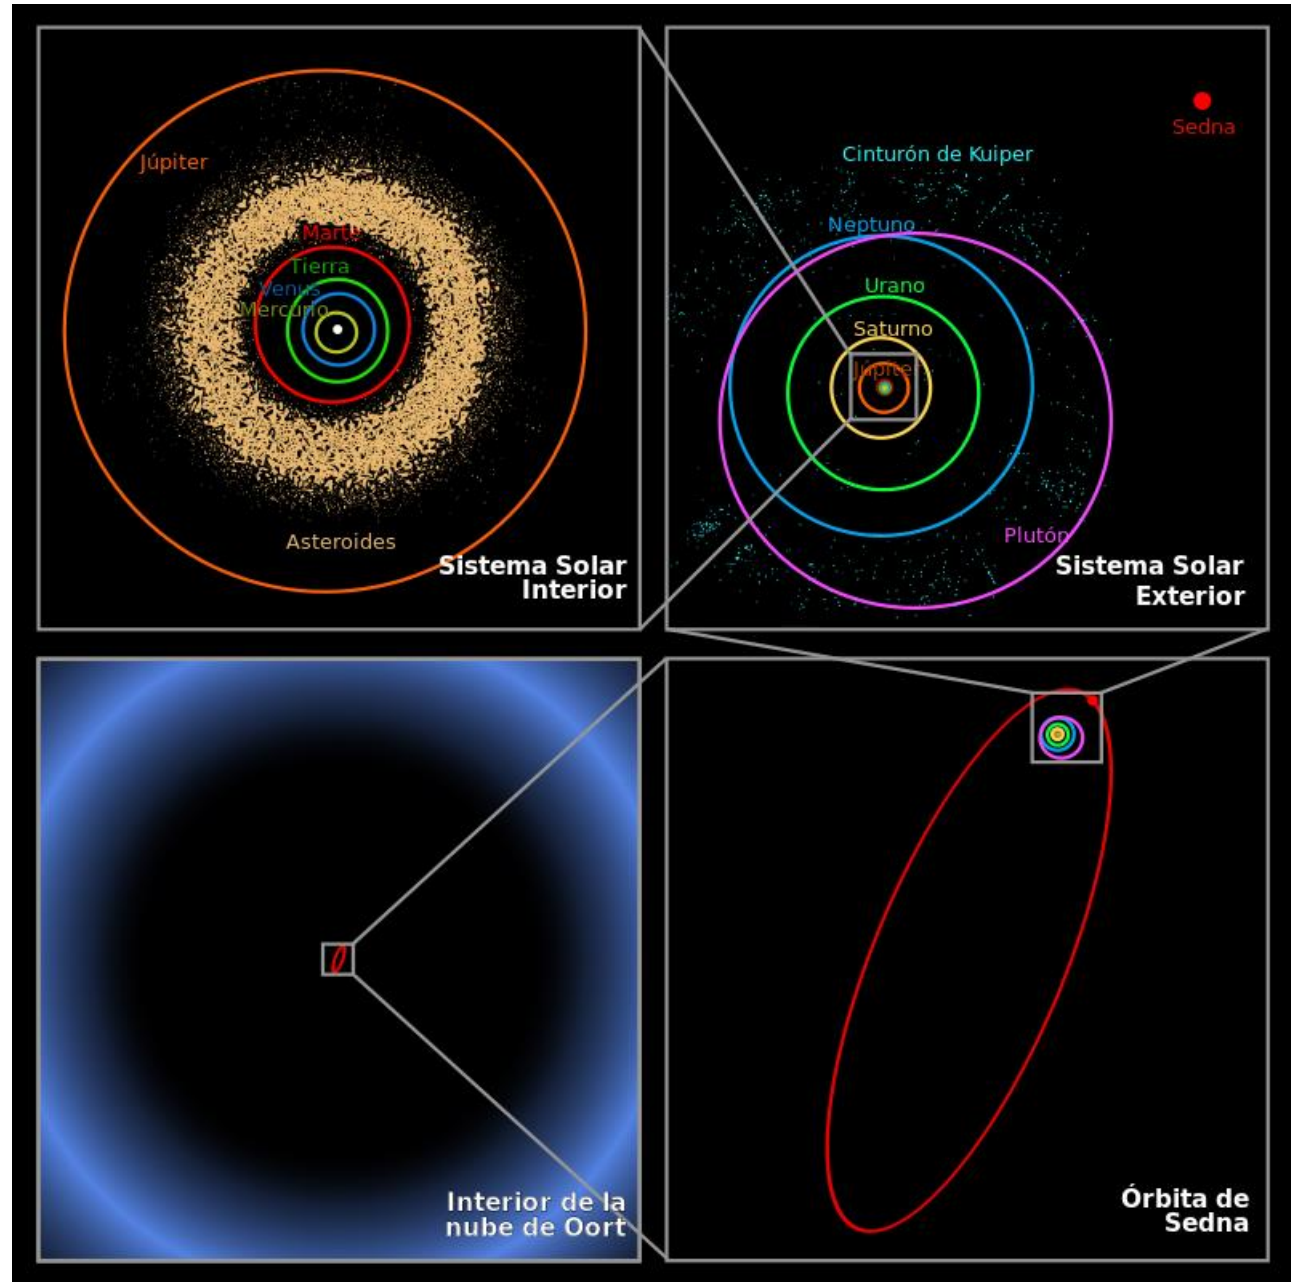 Júpiter
Marte
Tierra
Venus
Mercurio
Asteroides
Sistema Solar
Interior
Sedna
Cinturón de Kuiper
Neptuno
Urano
Saturno
Júpiter
Plutón
Sistema Solar
Exterior
Interior de la
nube de Oort
Órbita de
Sedna